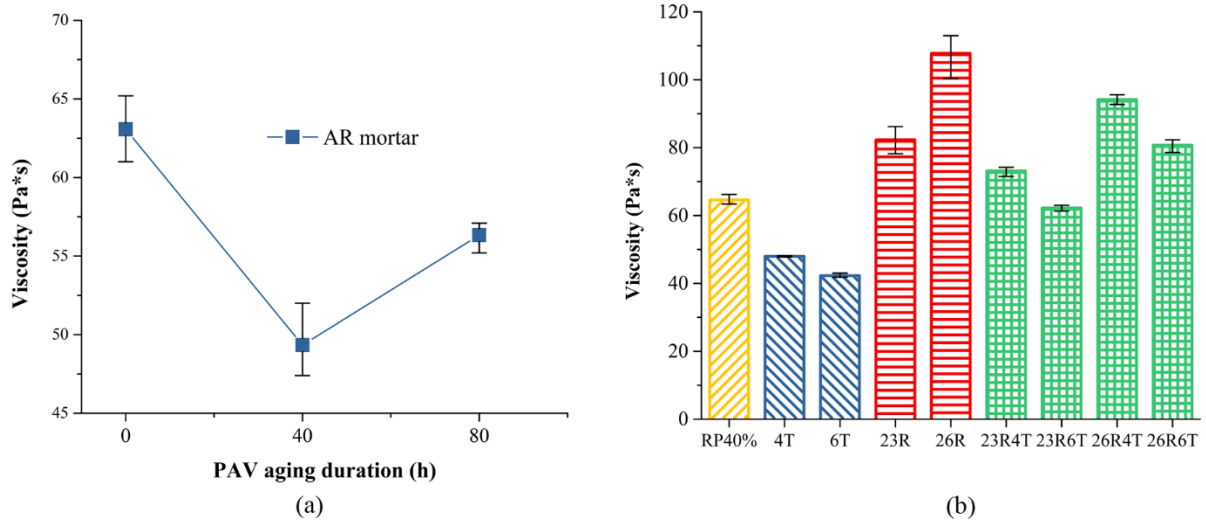 70
65
60
55
50
45
Viscosity (Pa*s)
AR mortar
0 40 80
PAV aging duration (h)
(a)
120
100
80
60
40
20
0
Viscosity (Pa*s)
RP40% 4T 6T 23R 26R 23R4T 23R6T 26R4T 26R6T
(b)